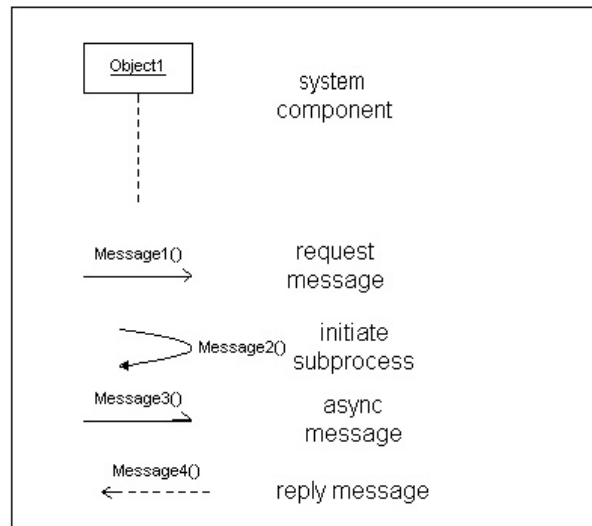 Object1
system
component
Message1()
request
message
Message2()
initiate
subprocess
Message3()
async
message
Message4()
reply message